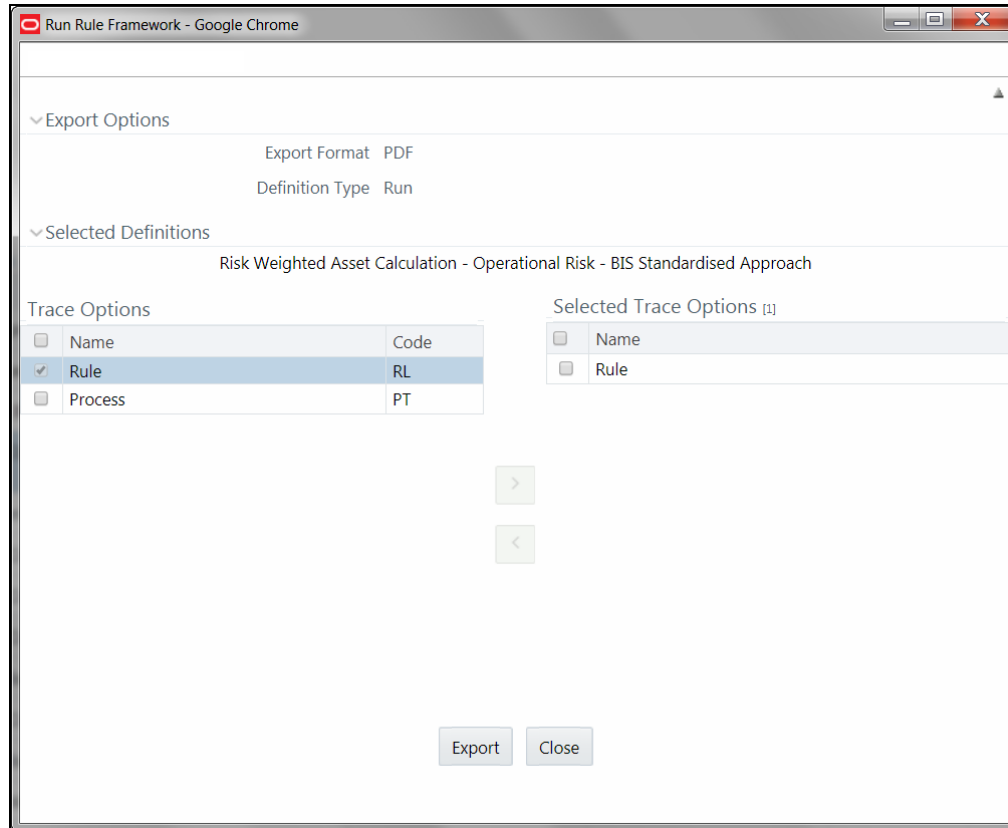 Run Rule Framework - Google Chrome
Export Options
Export Format PDF
Definition Type Run
Selected Definitions
Risk Weighted Asset Calculation - Operational Risk - BIS Standardised Approach
Trace Options
Name Code
Rule RL
Process PT
Selected Trace Options [1]
Name
Rule
Export Close